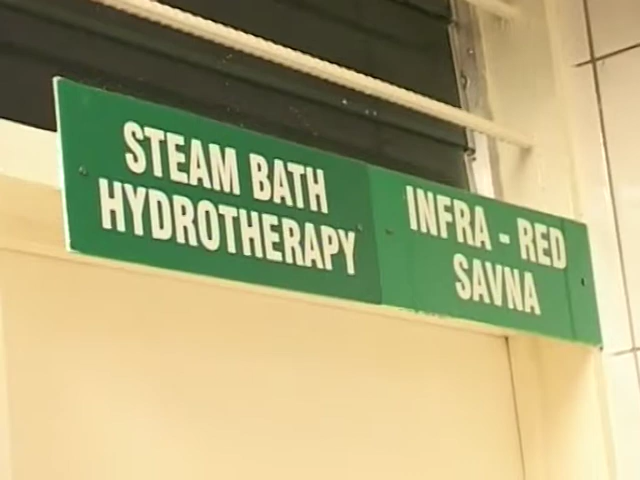 STEAM BATH
HYDROTHERAPY
INFRA - RED
SAVNA